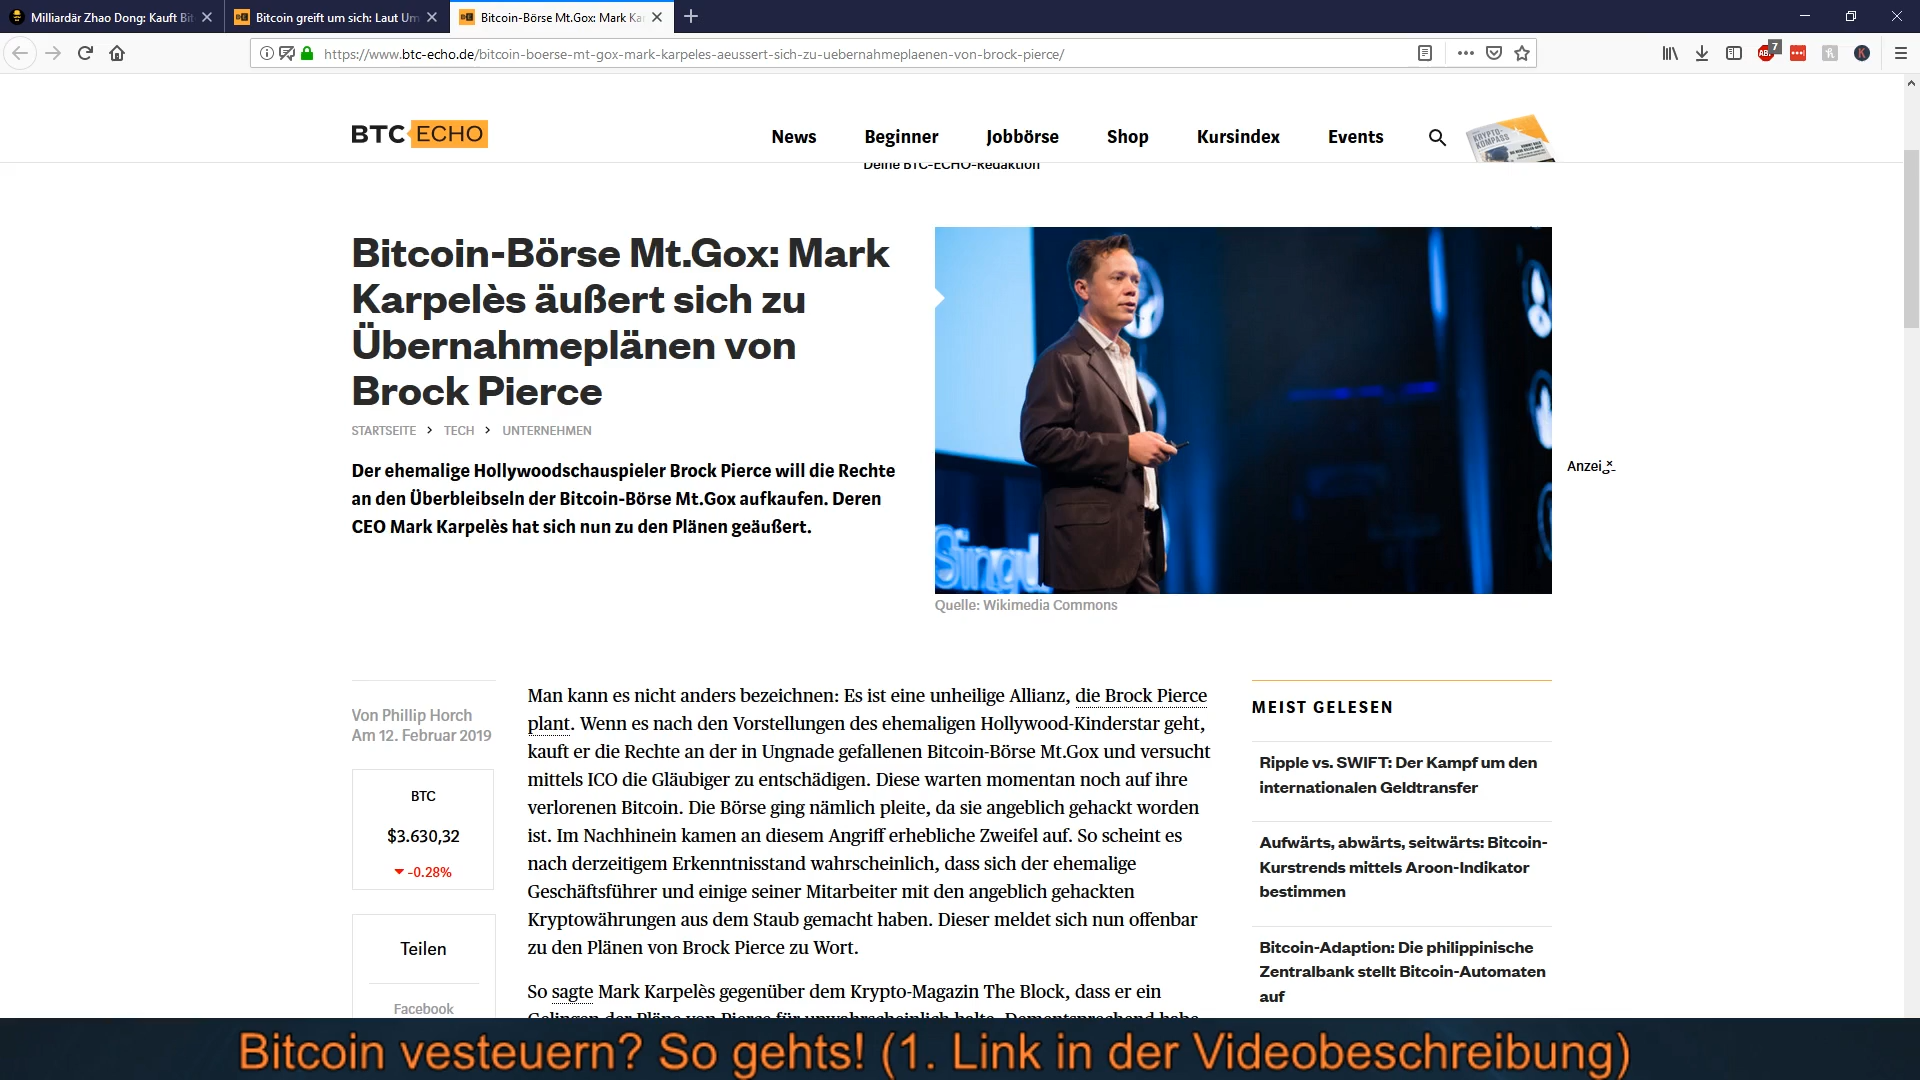 Milliardär Zhao Dong: Kauft Bit
Bitcoin greift um sich: Laut Um
Bitcoin-Börse Mt.Gox: Mark Ka
https://www.btc-echo.de/bitcoin-boerse-mt-gox-mark-karpeles-aeussert-sich-zu-uebernahmeplaenen-von-brock-pierce/
7
BTC ECHO
News
Beginner
Jobbörse
Shop
Kursindex
Events
KRYPTO-
KOMPASS
Deine BTC-ECHO-Redaktion
Bitcoin-Börse Mt.Gox: Mark
Karpelès äußert sich zu
Übernahmeplänen von
Brock Pierce
STARTSEITE > TECH > UNTERNEHMEN
Der ehemalige Hollywoodschauspieler Brock Pierce will die Rechte
an den Überbleibseln der Bitcoin-Börse Mt.Gox aufkaufen. Deren
CEO Mark Karpelès hat sich nun zu den Plänen geäußert.
Singu
Quelle: Wikimedia Commons
Von Phillip Horch
Am 12. Februar 2019
BTC
$3.630,32
-0.28%
Teilen
Facebook
Man kann es nicht anders bezeichnen: Es ist eine unheilige Allianz, die Brock Pierce
plant. Wenn es nach den Vorstellungen des ehemaligen Hollywood-Kinderstar geht,
kauft er die Rechte an der in Ungnade gefallenen Bitcoin-Börse Mt.Gox und versucht
mittels ICO die Gläubiger zu entschädigen. Diese warten momentan noch auf ihre
verlorenen Bitcoin. Die Börse ging nämlich pleite, da sie angeblich gehackt worden
ist. Im Nachhinein kamen an diesem Angriff erhebliche Zweifel auf. So scheint es
nach derzeitigem Erkenntnisstand wahrscheinlich, dass sich der ehemalige
Geschäftsführer und einige seiner Mitarbeiter mit den angeblich gehackten
Kryptowährungen aus dem Staub gemacht haben. Dieser meldet sich nun offenbar
zu den Plänen von Brock Pierce zu Wort.
So sagte Mark Karpelès gegenüber dem Krypto-Magazin The Block, dass er ein
Gelingen der Pläne von Pierce für unwahrscheinlich halte. Dementsprechend habe
MEIST GELESEN
Ripple vs. SWIFT: Der Kampf um den
internationalen Geldtransfer
Aufwärts, abwärts, seitwärts: Bitcoin-
Kurstrends mittels Aroon-Indikator
bestimmen
Bitcoin-Adaption: Die philippinische
Zentralbank stellt Bitcoin-Automaten
auf
Bitcoin vesteuern? So gehts! (1. Link in der Videobeschreibung)